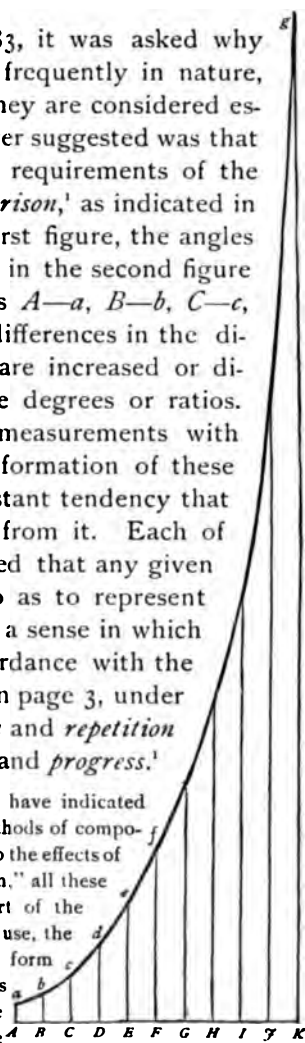 83, it was asked why
frequently in nature,
hey are considered es-
er suggested was that
requirements of the
rison,' as indicated in
rst figure, the angles
in the second figure
s A—a, B—b, C—c,
differences in the di-
are increased or di-
e degrees or ratios.
measurements with
formation of these
stant tendency that
from it. Each of
ed that any given
o as to represent
a sense in which
rdance with the
n page 3, under
and repetition
and progress.'
have indicated
hods of compo-
o the effects of
n," all these
rt of the
use, the
form
s
g
f
e
d
c
b
a
A B C D E F G H I J K